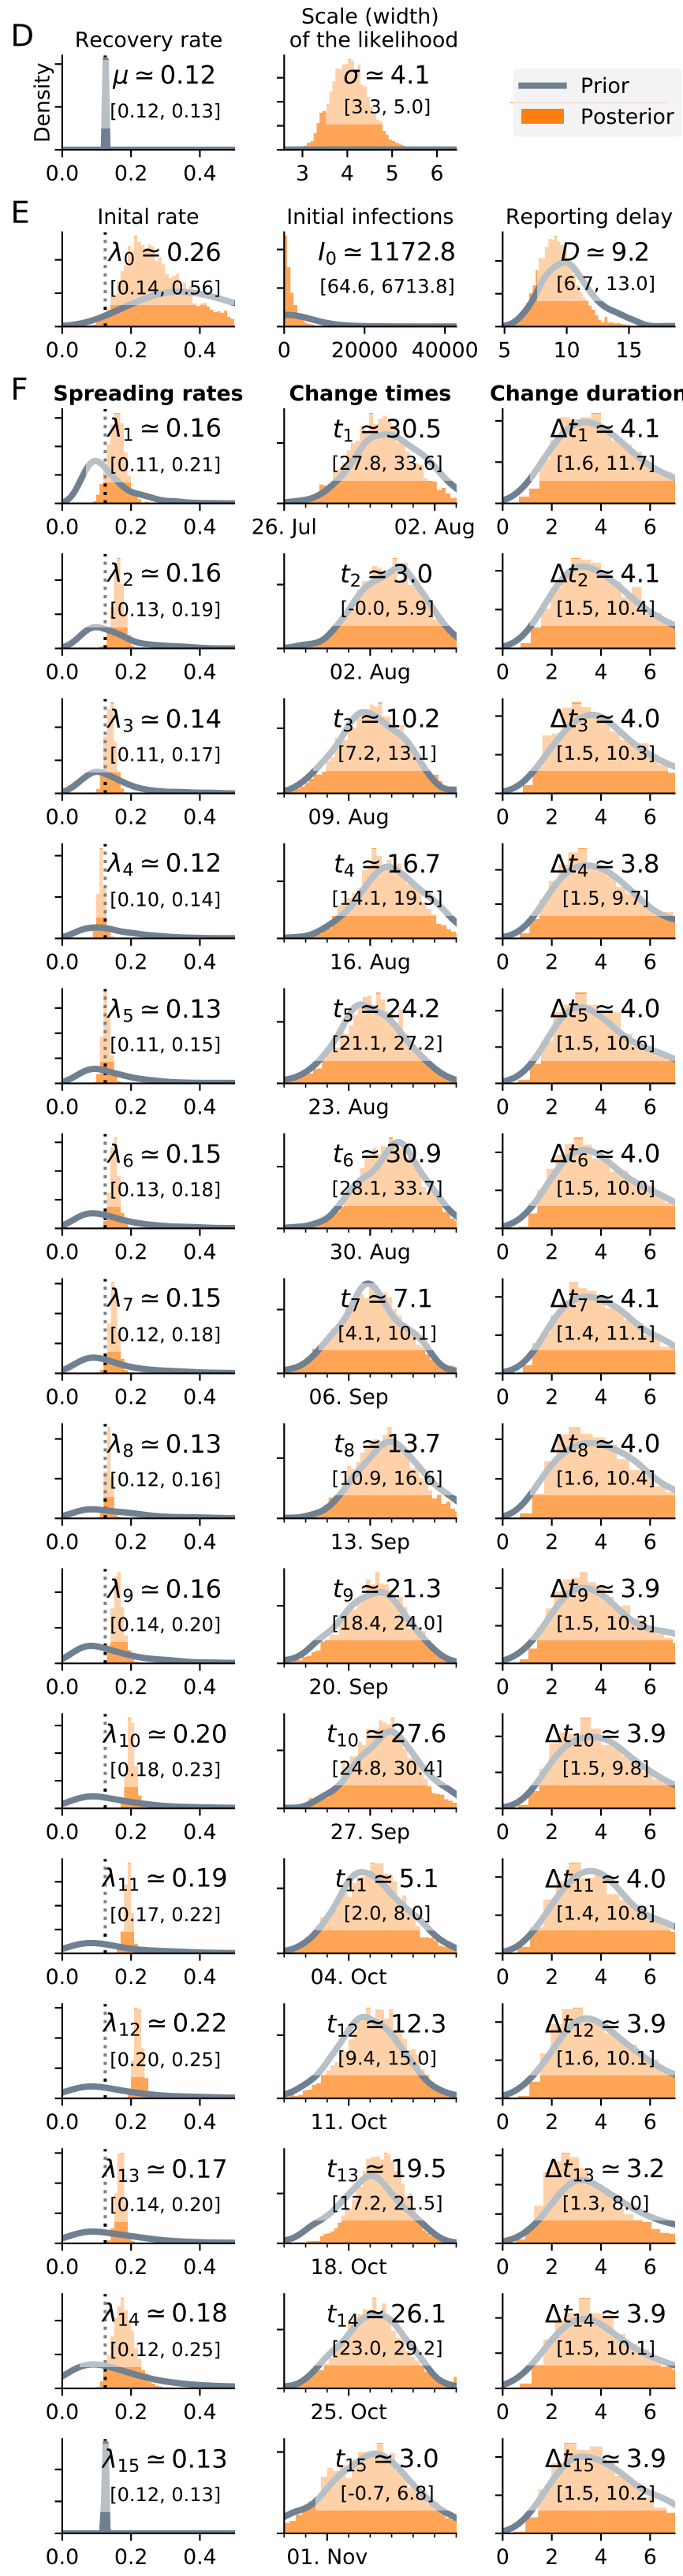 D
Recovery rate
Scale (width)
of the likelihood
Density
μ ≃ 0.12
[0.12, 0.13]
0.0 0.2 0.4
σ ≃ 4.1
[3.3, 5.0]
3 4 5 6
Prior
Posterior
E
Inital rate
λ0 ≃ 0.26
[0.14, 0.56]
0.0 0.2 0.4
Initial infections
I0 ≃ 1172.8
[64.6, 6713.8]
0 20000 40000
Reporting delay
D ≃ 9.2
[6.7, 13.0]
5 10 15
F
Spreading rates
Change times
Change duration
λ1 ≃ 0.16
[0.11, 0.21]
0.0 0.2 0.4
t1 ≃ 30.5
[27.8, 33.6]
26. Jul 02. Aug
Δt1 ≃ 4.1
[1.6, 11.7]
0 2 4 6
λ2 ≃ 0.16
[0.13, 0.19]
0.0 0.2 0.4
t2 ≃ 3.0
[-0.0, 5.9]
02. Aug
Δt2 ≃ 4.1
[1.5, 10.4]
0 2 4 6
λ3 ≃ 0.14
[0.11, 0.17]
0.0 0.2 0.4
t3 ≃ 10.2
[7.2, 13.1]
09. Aug
Δt3 ≃ 4.0
[1.5, 10.3]
0 2 4 6
λ4 ≃ 0.12
[0.10, 0.14]
0.0 0.2 0.4
t4 ≃ 16.7
[14.1, 19.5]
16. Aug
Δt4 ≃ 3.8
[1.5, 9.7]
0 2 4 6
λ5 ≃ 0.13
[0.11, 0.15]
0.0 0.2 0.4
t5 ≃ 24.2
[21.1, 27.2]
23. Aug
Δt5 ≃ 4.0
[1.5, 10.6]
0 2 4 6
λ6 ≃ 0.15
[0.13, 0.18]
0.0 0.2 0.4
t6 ≃ 30.9
[28.1, 33.7]
30. Aug
Δt6 ≃ 4.0
[1.5, 10.0]
0 2 4 6
λ7 ≃ 0.15
[0.12, 0.18]
0.0 0.2 0.4
t7 ≃ 7.1
[4.1, 10.1]
06. Sep
Δt7 ≃ 4.1
[1.4, 11.1]
0 2 4 6
λ8 ≃ 0.13
[0.12, 0.16]
0.0 0.2 0.4
t8 ≃ 13.7
[10.9, 16.6]
13. Sep
Δt8 ≃ 4.0
[1.6, 10.4]
0 2 4 6
λ9 ≃ 0.16
[0.14, 0.20]
0.0 0.2 0.4
t9 ≃ 21.3
[18.4, 24.0]
20. Sep
Δt9 ≃ 3.9
[1.5, 10.3]
0 2 4 6
λ10 ≃ 0.20
[0.18, 0.23]
0.0 0.2 0.4
t10 ≃ 27.6
[24.8, 30.4]
27. Sep
Δt10 ≃ 3.9
[1.5, 9.8]
0 2 4 6
λ11 ≃ 0.19
[0.17, 0.22]
0.0 0.2 0.4
t11 ≃ 5.1
[2.0, 8.0]
04. Oct
Δt11 ≃ 4.0
[1.4, 10.8]
0 2 4 6
λ12 ≃ 0.22
[0.20, 0.25]
0.0 0.2 0.4
t12 ≃ 12.3
[9.4, 15.0]
11. Oct
Δt12 ≃ 3.9
[1.6, 10.1]
0 2 4 6
λ13 ≃ 0.17
[0.14, 0.20]
0.0 0.2 0.4
t13 ≃ 19.5
[17.2, 21.5]
18. Oct
Δt13 ≃ 3.2
[1.3, 8.0]
0 2 4 6
λ14 ≃ 0.18
[0.12, 0.25]
0.0 0.2 0.4
t14 ≃ 26.1
[23.0, 29.2]
25. Oct
Δt14 ≃ 3.9
[1.5, 10.1]
0 2 4 6
λ15 ≃ 0.13
[0.12, 0.13]
0.0 0.2 0.4
t15 ≃ 3.0
[-0.7, 6.8]
01. Nov
Δt15 ≃ 3.9
[1.5, 10.2]
0 2 4 6